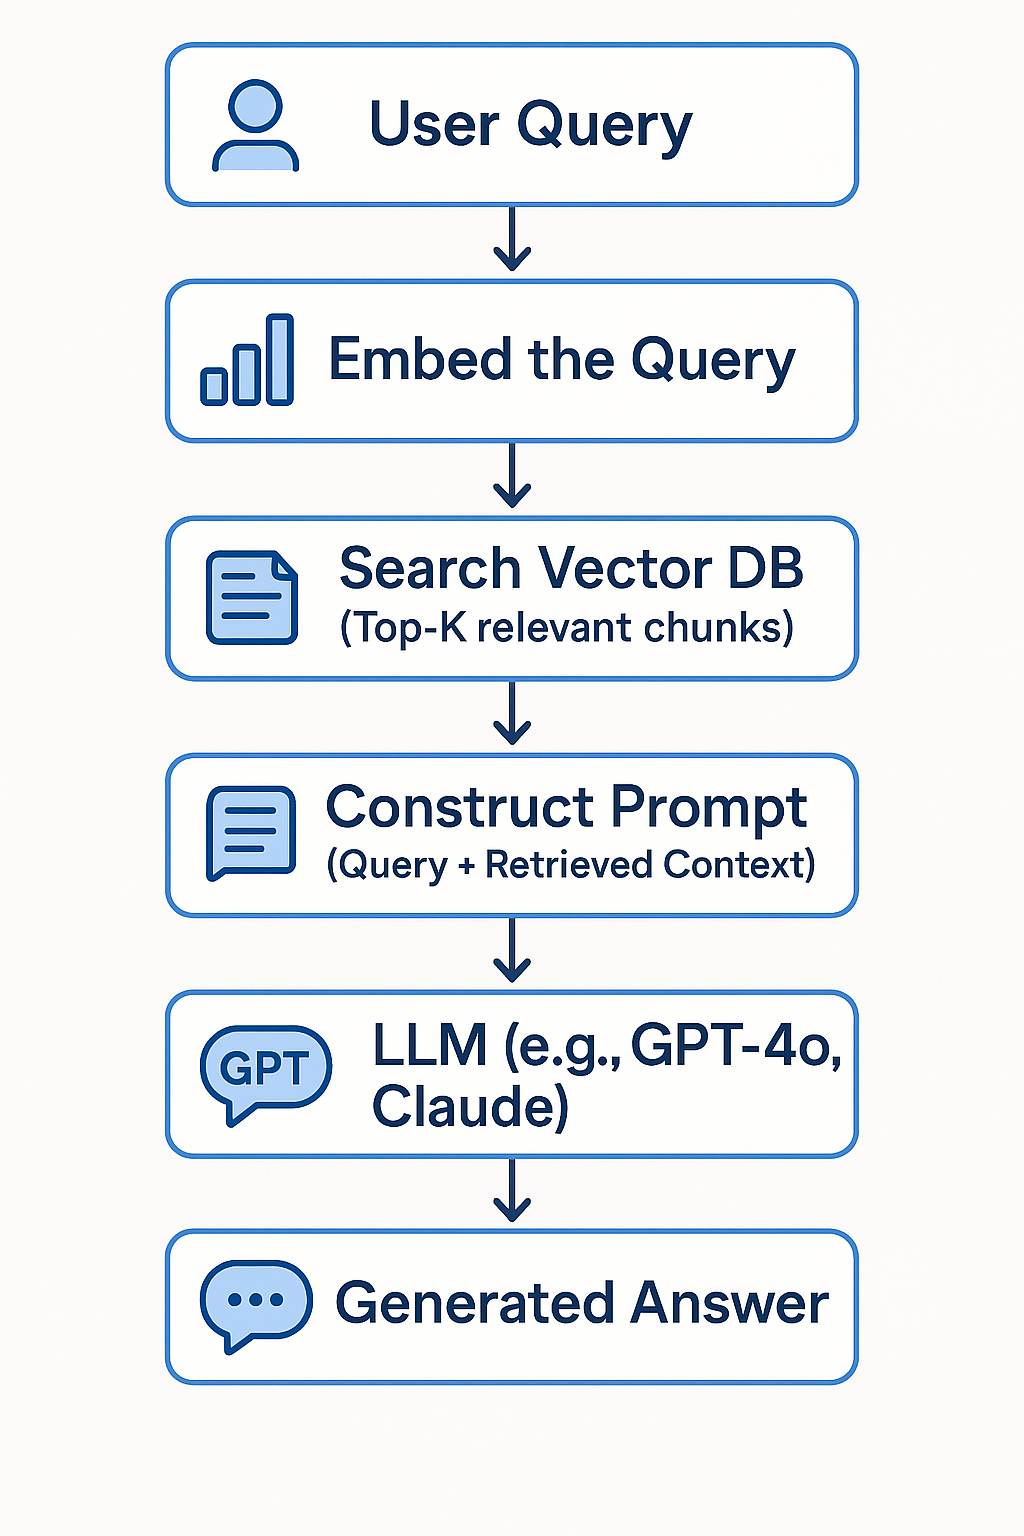 User Query
Embed the Query
Search Vector DB
(Top-K relevant chunks)
Construct Prompt
(Query + Retrieved Context)
GPT
LLM (e.g., GPT-4o,
Claude)
Generated Answer